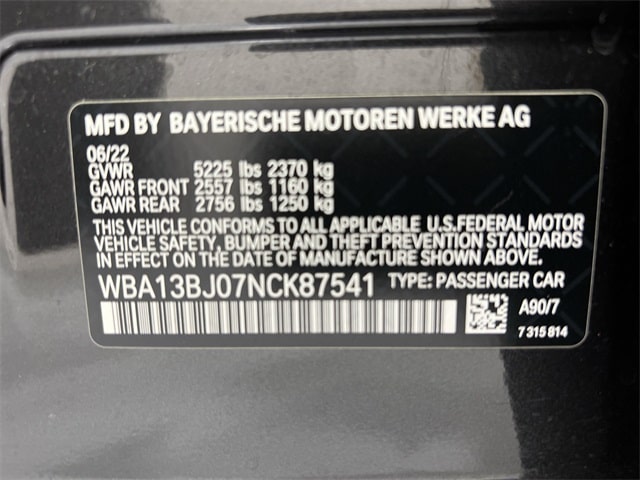 MFD BY BAYERISCHE MOTOREN WERKE AG
06/22
GVWR 5225 lbs 2370 kg
GAWR FRONT 2557 lbs 1160 kg
GAWR REAR 2756 lbs 1250 kg
THIS VEHICLE CONFORMS TO ALL APPLICABLE U.S.FEDERAL MOTOR
VEHICLE SAFETY, BUMPER AND THEFT PREVENTION STANDARDS
IN EFFECT ON THE DATE OF MANUFACTURE SHOWN ABOVE.
WBA13BJ07NCK87541 TYPE: PASSENGER CAR
A90/7
7 315 814